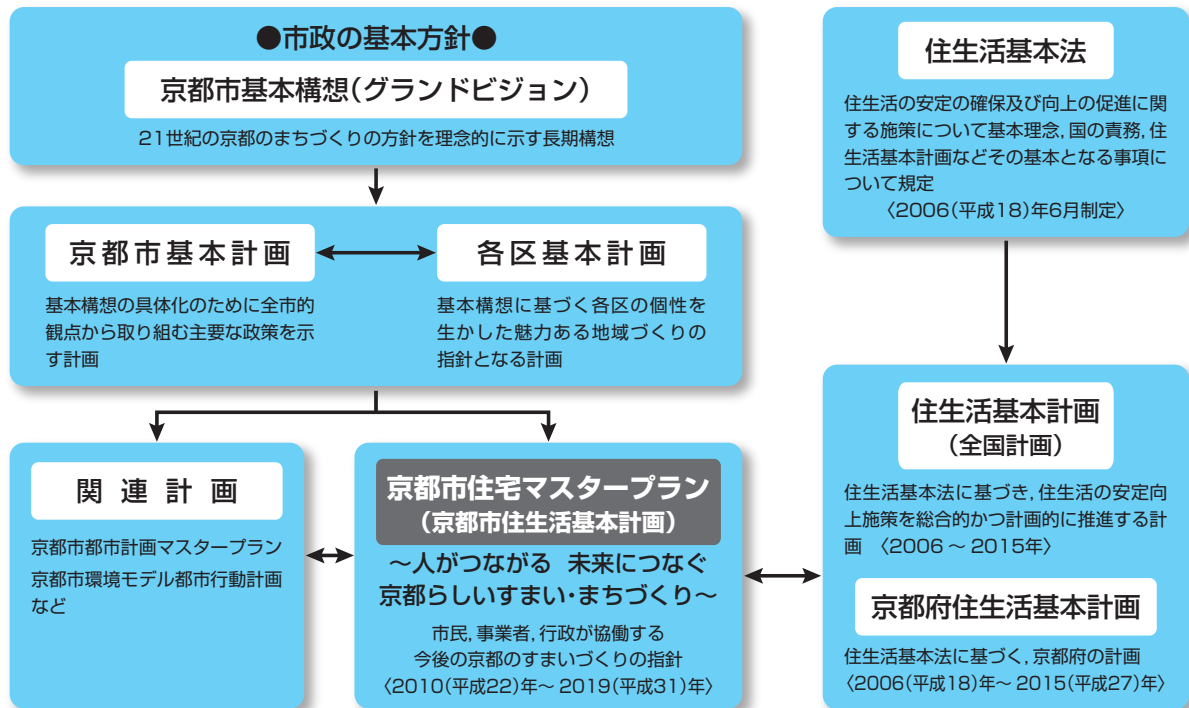 ●市政の基本方針●
京都市基本構想(グランドビジョン)
21世紀の京都のまちづくりの方針を理念的に示す長期構想
京都市基本計画
基本構想の具体化のために全市的
観点から取り組む主要な政策を示
す計画
各区基本計画
基本構想に基づく各区の個性を
生かした魅力ある地域づくりの
指針となる計画
関連計画
京都市都市計画マスタープラン
京都市環境モデル都市行動計画
など
京都市住宅マスタープラン
(京都市住生活基本計画)
～人がつながる 未来につなぐ
京都らしいすまい・まちづくり～
市民,事業者,行政が協働する
今後の京都のすまいづくりの指針
〈2010(平成22)年～2019(平成31)年〉
住生活基本法
住生活の安定の確保及び向上の促進に関
する施策について基本理念,国の責務,住
生活基本計画などその基本となる事項に
ついて規定
〈2006(平成18)年6月制定〉
住生活基本計画
(全国計画)
住生活基本法に基づき,住生活の安定向
上施策を総合的かつ計画的に推進する計
画 〈2006～2015年〉
京都府住生活基本計画
住生活基本法に基づく,京都府の計画
〈2006(平成18)年～2015(平成27)年〉